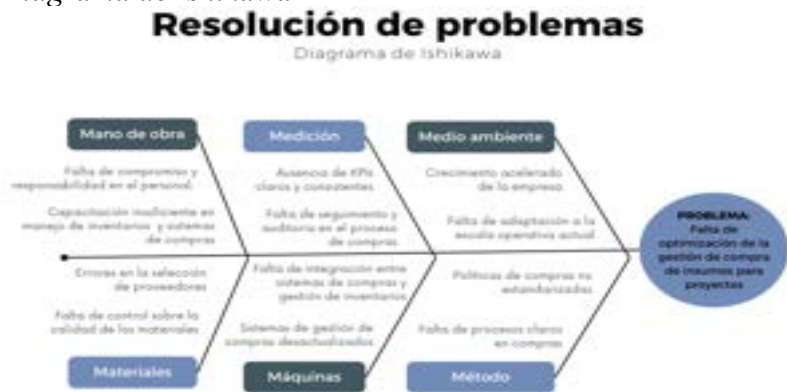 Resolución de problemas
Diagrama de Ishikawa
Mano de obra
Medición
Medio ambiente
Falta de compromiso y
responsabilidad en el personal.
Capacitación insuficiente en
manejo de inventarios y sistemas
de compras
Ausencia de KPIs
claros y consistentes
Falta de seguimiento y
auditoría en el proceso
de compras
Crecimiento acelerado
de la empresa
Falta de adaptación a la
escala operativa actual
PROBLEMA:
Falta de
optimización de la
gestión de compra
de insumos para
proyectos
Errores en la selección
de proveedores
Falta de control sobre la
calidad de los materiales
Falta de integración entre
sistemas de compras y
gestión de inventarios
Sistemas de gestión de
compras desactualizados
Políticas de compras no
estandarizadas
Falta de procesos claros
en compras
Materiales
Máquinas
Método